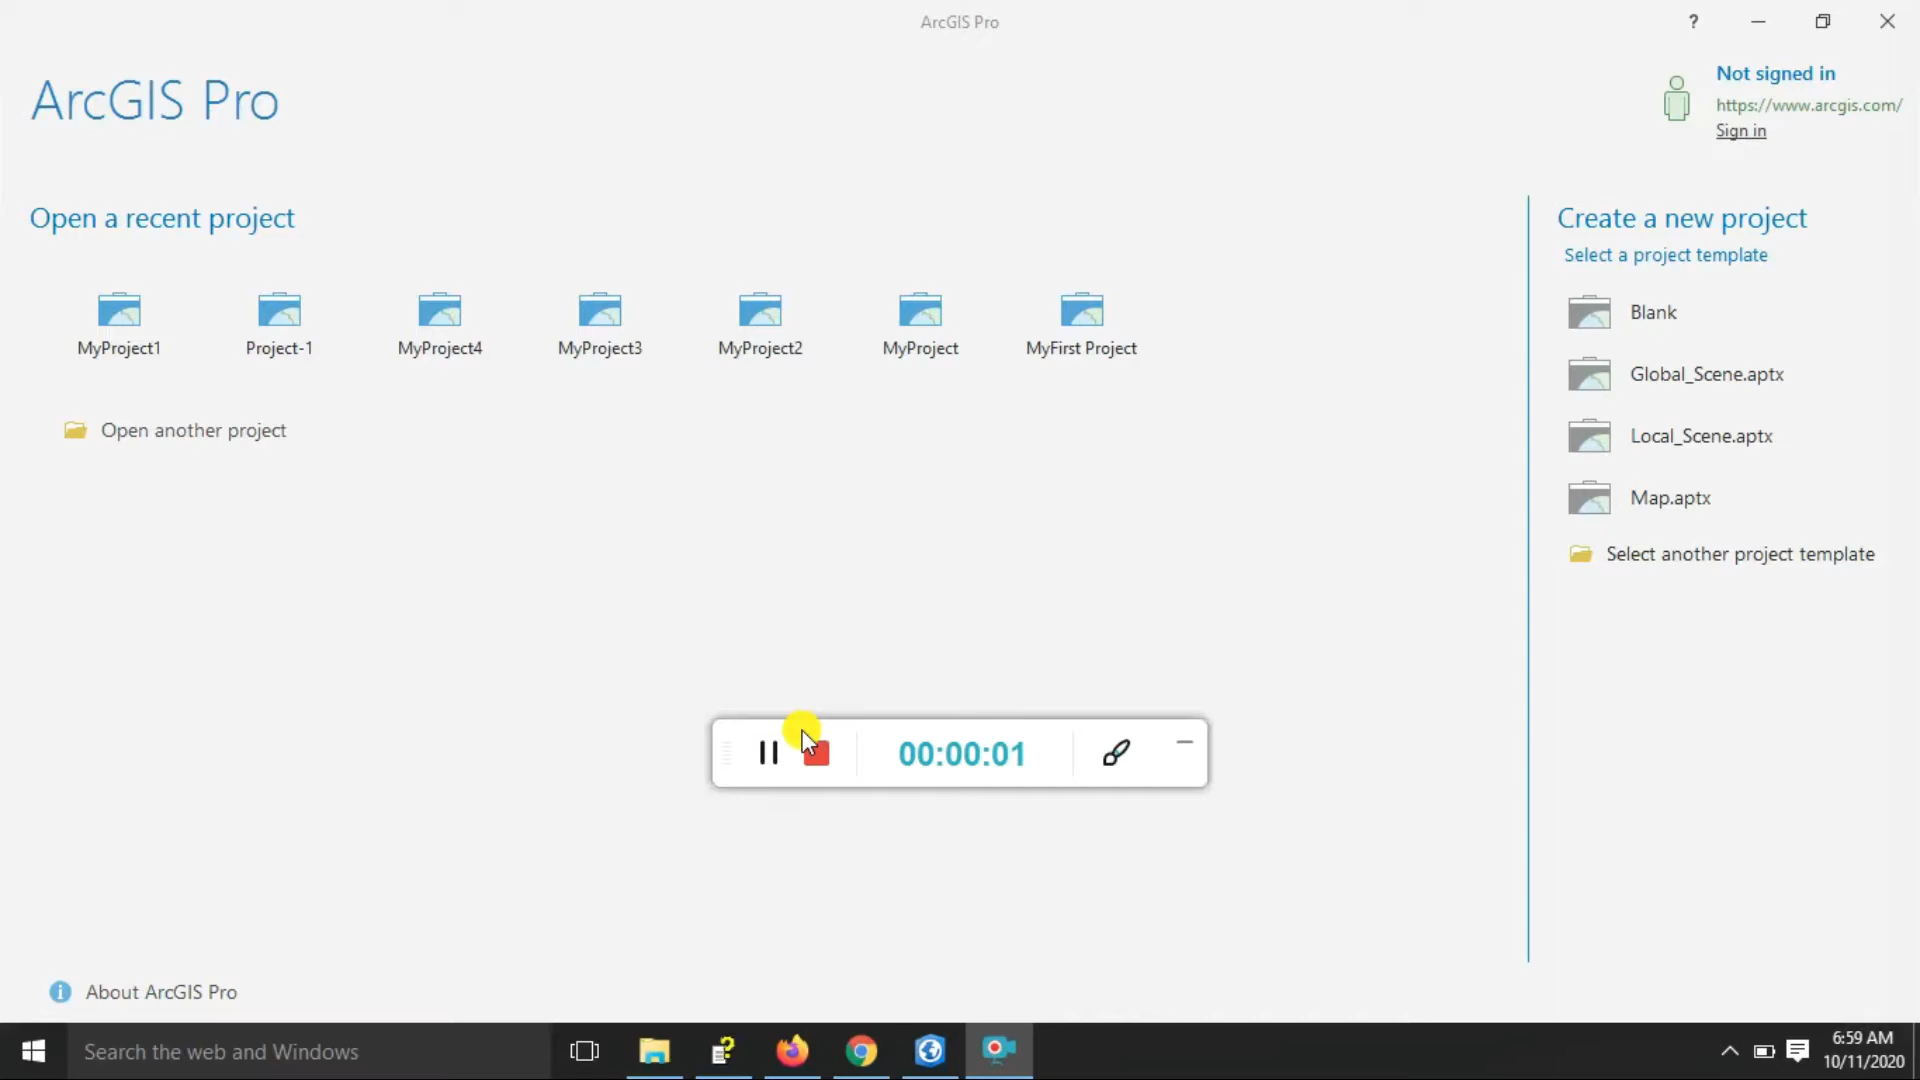 ArcGIS Pro
?
ArcGIS Pro
Not signed in
https://www.arcgis.com/
Sign in
Open a recent project
MyProject1
Project-1
MyProject4
MyProject3
MyProject2
MyProject
MyFirst Project
Open another project
Create a new project
Select a project template
Blank
Global_Scene.aptx
Local_Scene.aptx
Map.aptx
Select another project template
00:00:01
About ArcGIS Pro
Search the web and Windows
6:59 AM
10/11/2020